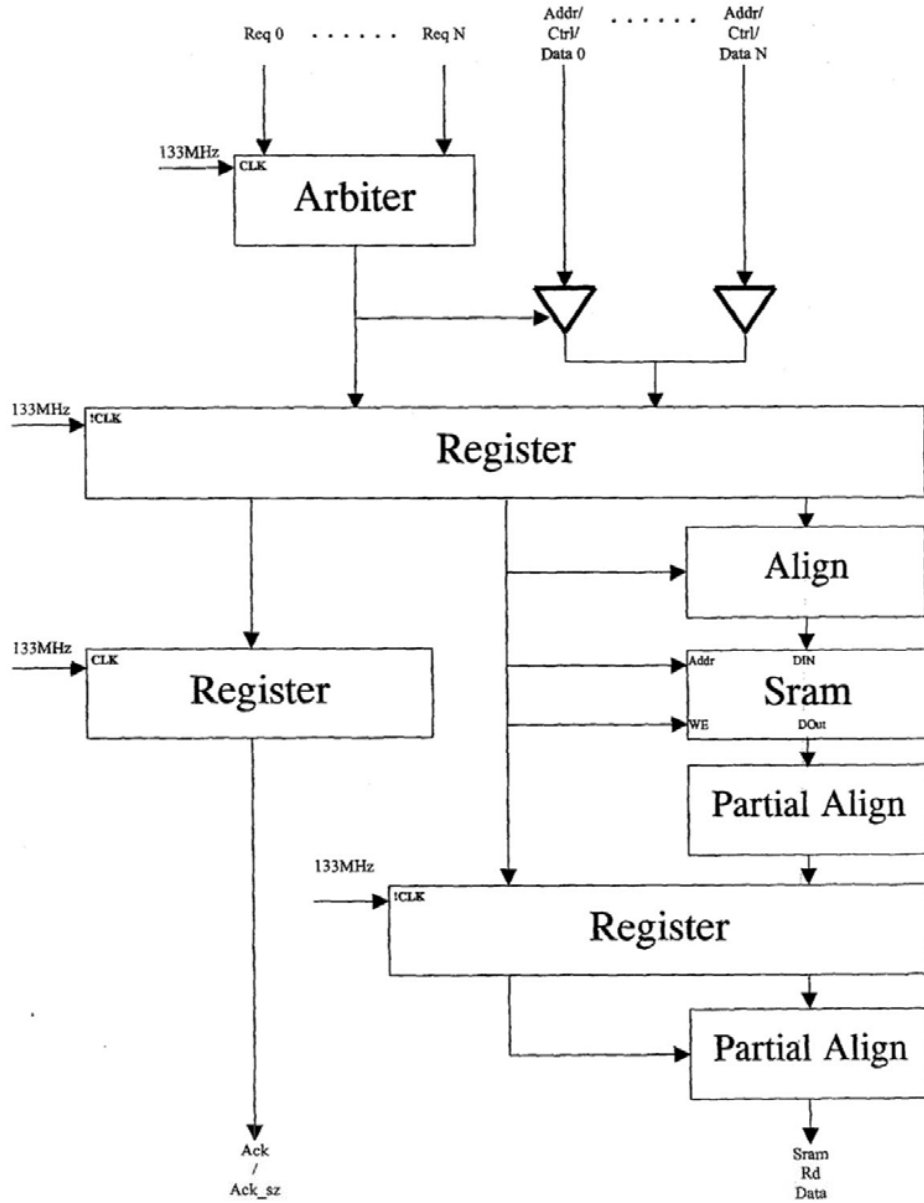 Req 0 . . . . . . Req N
Addr/
Ctrl/
Data 0
. . . . . .
Addr/
Ctrl/
Data N
133MHz
CLK
Arbiter
133MHz
!CLK
Register
Align
133MHz
CLK
Register
Addr DIN
Sram
WE DOut
Partial Align
133MHz
!CLK
Register
Partial Align
Ack
/
Ack_sz
Sram
Rd
Data